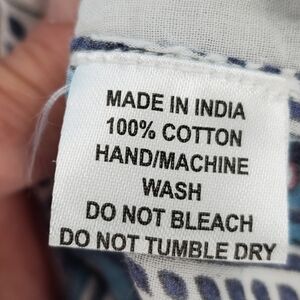 MADE IN INDIA
100% COTTON
HAND/MACHINE
WASH
DO NOT BLEACH
DO NOT TUMBLE DRY